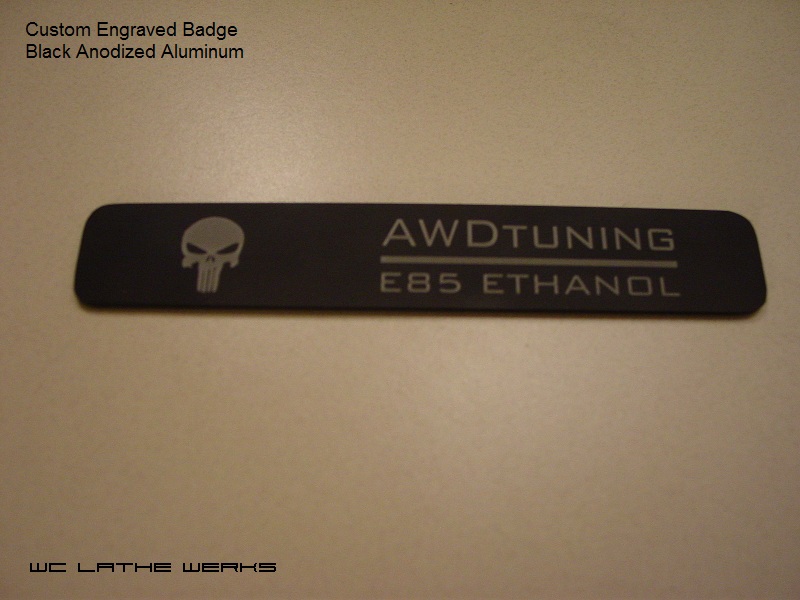 Custom Engraved Badge
Black Anodized Aluminum
AWDTUNING
E85 ETHANOL
WC LATHE WERKS